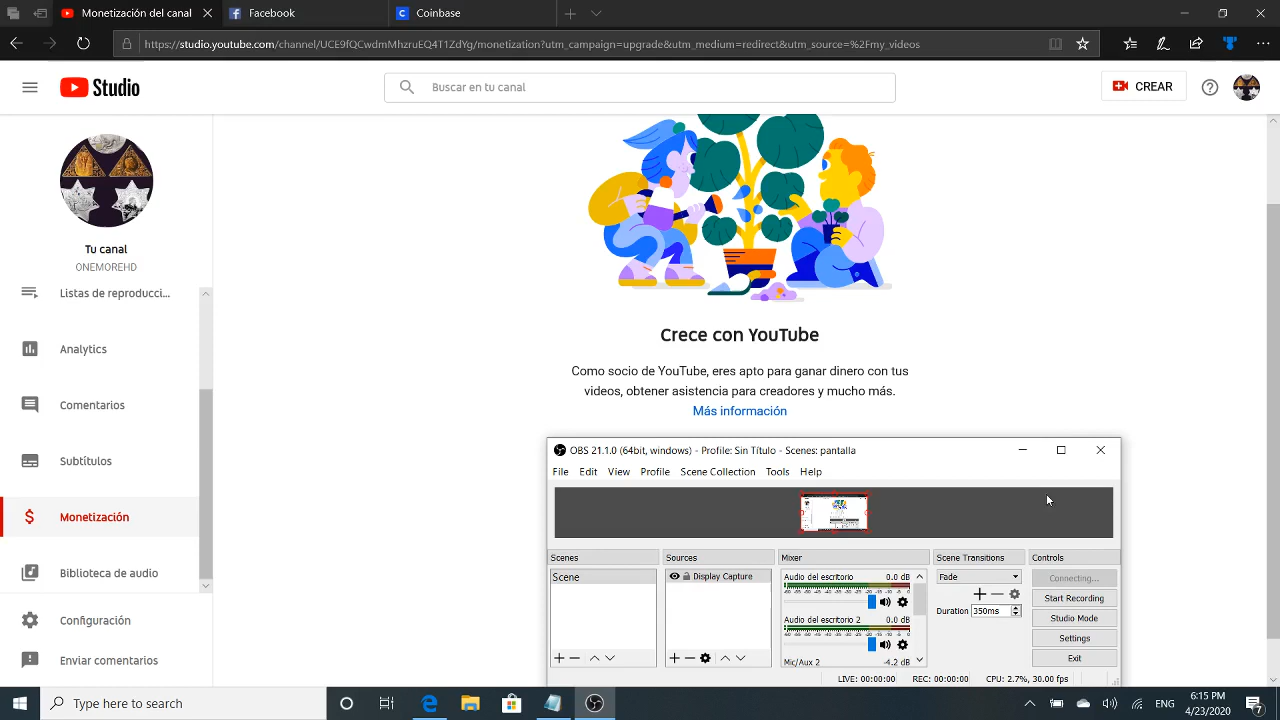 Monetización del canal
Facebook
Coinbase
https://studio.youtube.com/channel/UCE9fQCwdmMhzruEQ4T1ZdYg/monetization?utm_campaign=upgrade&utm_medium=redirect&utm_source=%2Fmy_videos
Studio
Buscar en tu canal
CREAR
Tu canal
ONEMOREHD
Listas de reproducci...
Analytics
Comentarios
Subtítulos
Monetización
Biblioteca de audio
Configuración
Enviar comentarios
Crece con YouTube
Como socio de YouTube, eres apto para ganar dinero con tus
videos, obtener asistencia para creadores y mucho más.
Más información
OBS 21.1.0 (64bit, windows) - Profile: Sin Título - Scenes: pantalla
File Edit View Profile Scene Collection Tools Help
Scenes
Scene
Sources
Display Capture
Mixer
Audio del escritorio 0.0 dB
Audio del escritorio 2 0.0 dB
Mic/Aux 2 -4.2 dB
Scene Transitions
Fade
Duration 350ms
Controls
Connecting...
Start Recording
Studio Mode
Settings
Exit
LIVE: 00:00:00 REC: 00:00:00 CPU: 2.7%, 30.00 fps
Type here to search
ENG
6:15 PM
4/23/2020
7